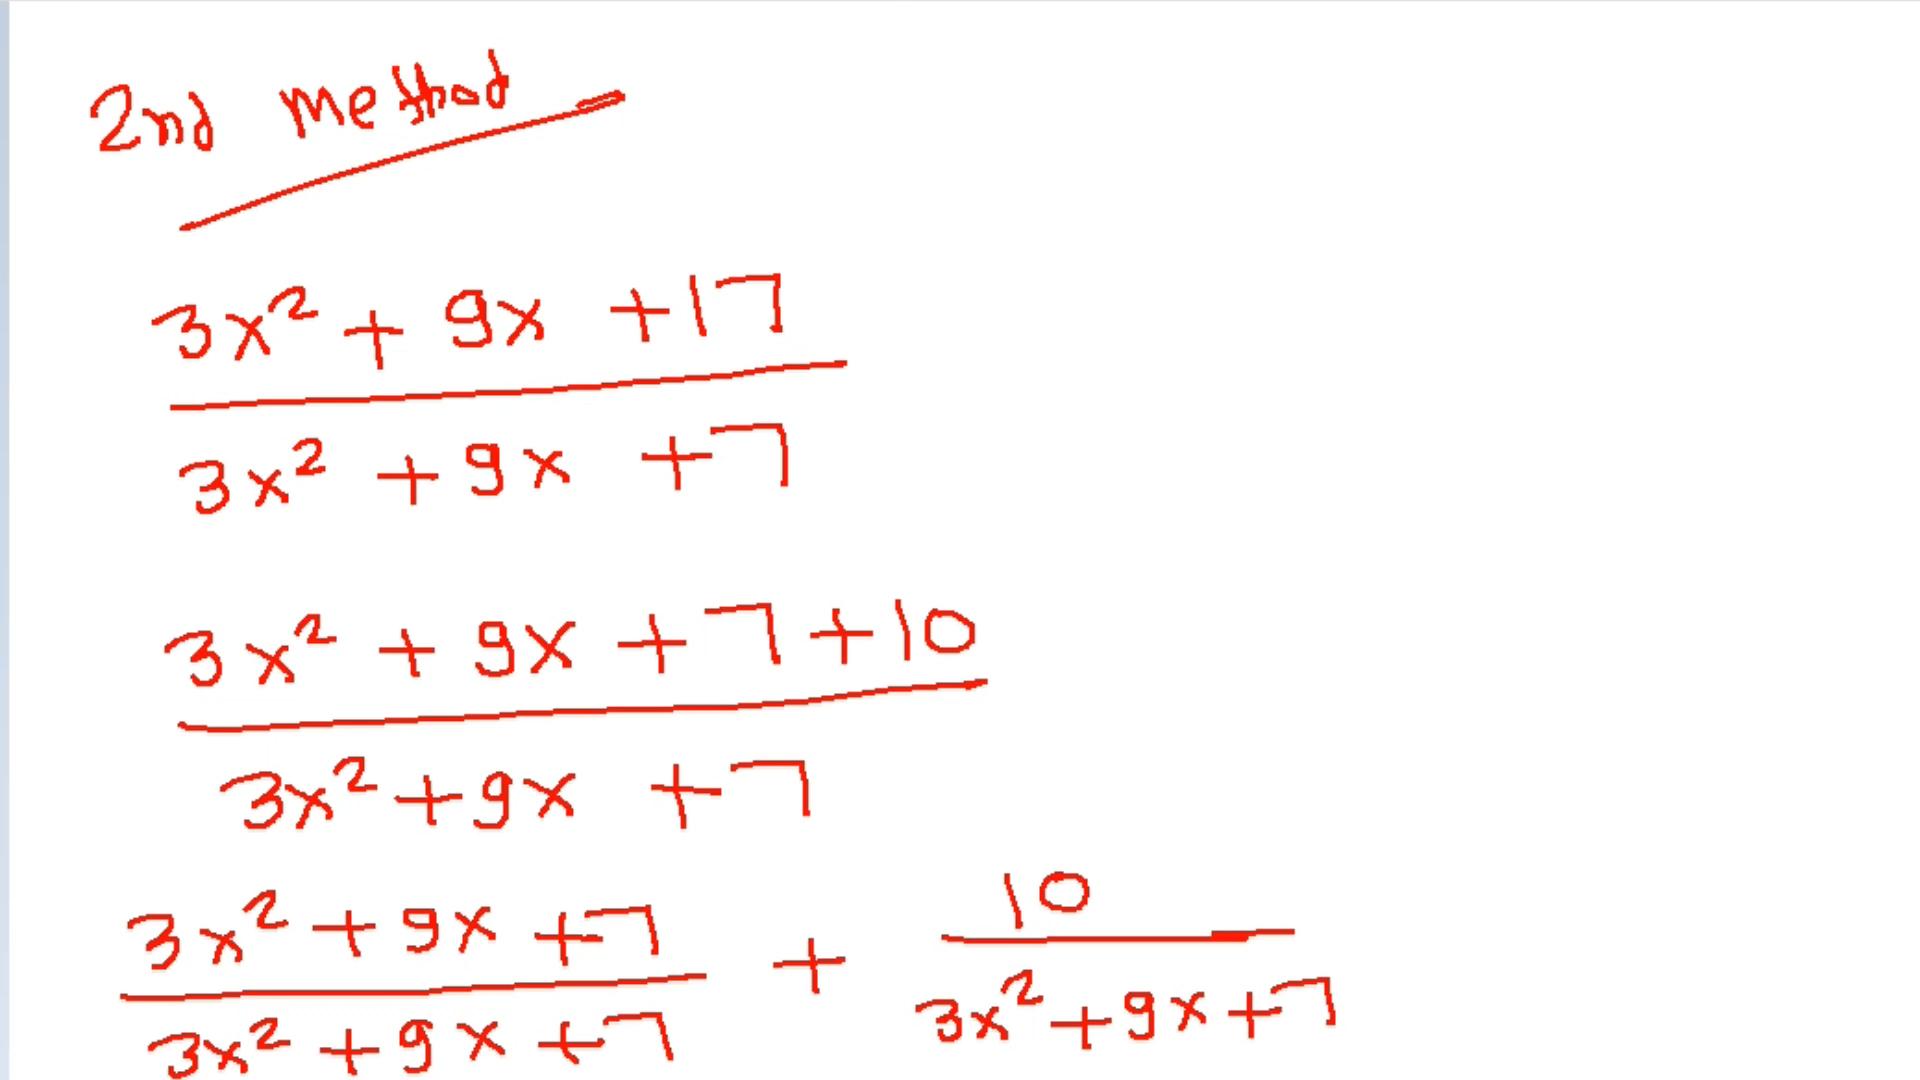 2nd method
3x² + 9x + 17
3x² + 9x + 7
3x² + 9x + 7 + 10
3x² + 9x + 7
3x² + 9x + 7 + 10
3x² + 9x + 7 3x² + 9x + 7